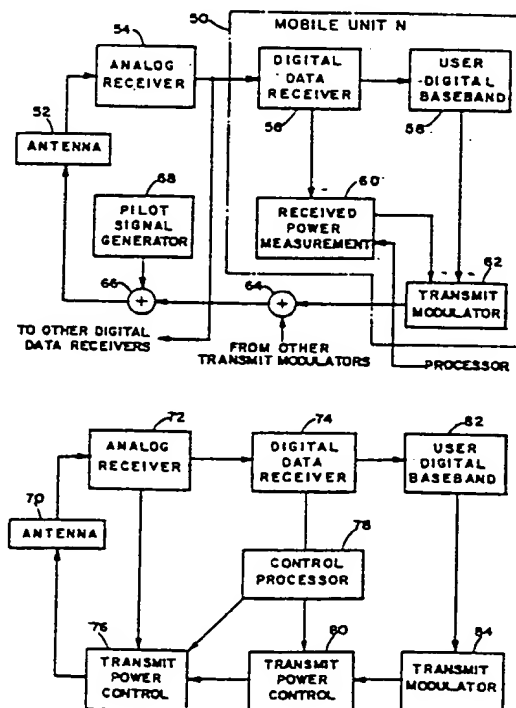 50
MOBILE UNIT N
54
ANALOG
RECEIVER
DIGITAL
DATA
RECEIVER
56
USER
DIGITAL
BASEBAND
58
52
ANTENNA
68
PILOT
SIGNAL
GENERATOR
60
RECEIVED
POWER
MEASUREMENT
62
TRANSMIT
MODULATOR
66
+
64
+
TO OTHER DIGITAL
DATA RECEIVERS
FROM OTHER
TRANSMIT MODULATORS
PROCESSOR
72
ANALOG
RECEIVER
74
DIGITAL
DATA
RECEIVER
82
USER
DIGITAL
BASEBAND
70
ANTENNA
78
CONTROL
PROCESSOR
76
TRANSMIT
POWER
CONTROL
80
TRANSMIT
POWER
CONTROL
84
TRANSMIT
MODULATOR